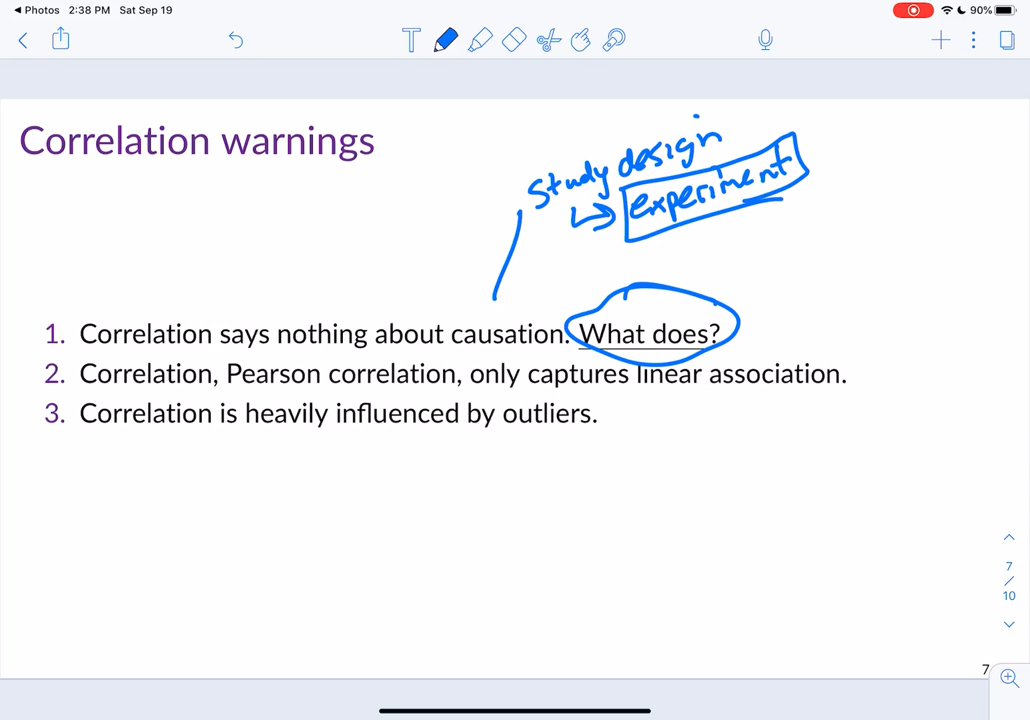 Photos 2:38 PM Sat Sep 19 90%
T
Correlation warnings
study design
experiment
1. Correlation says nothing about causation. What does?
2. Correlation, Pearson correlation, only captures linear association.
3. Correlation is heavily influenced by outliers.
7
/
10
7